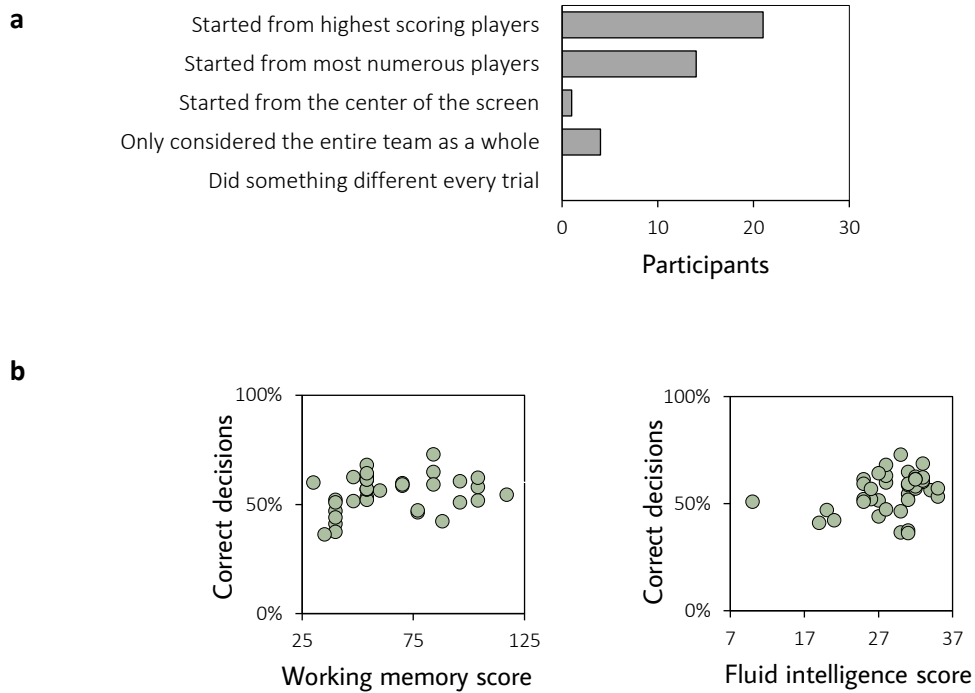 a
Started from highest scoring players
Started from most numerous players
Started from the center of the screen
Only considered the entire team as a whole
Did something different every trial
0 10 20 30
Participants
b
100%
50%
0%
Correct decisions
25 75 125
Working memory score
100%
50%
0%
Correct decisions
7 17 27 37
Fluid intelligence score